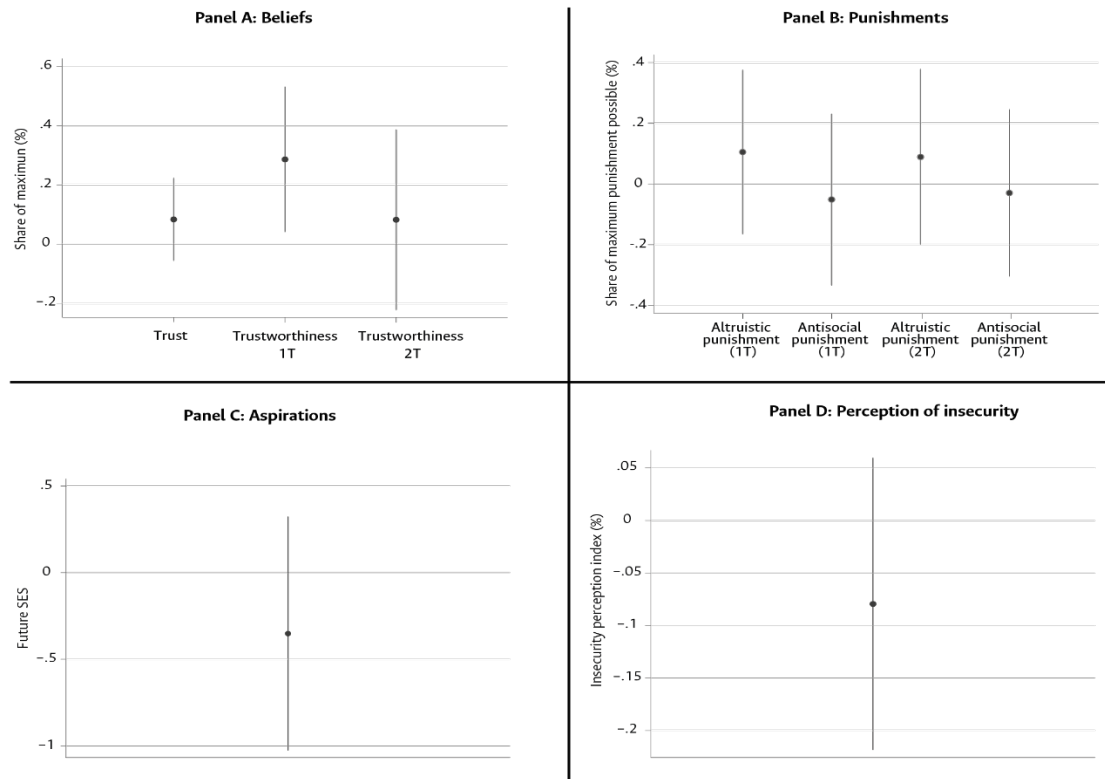 Panel A: Beliefs
Share of maximun (%)
.6
.4
.2
0
-.2
Trust
Trustworthiness
1T
Trustworthiness
2T
Panel B: Punishments
Share of maximum punishment possible (%)
.4
.2
0
-.2
-.4
Altruistic
punishment
(1T)
Antisocial
punishment
(1T)
Altruistic
punishment
(2T)
Antisocial
punishment
(2T)
Panel C: Aspirations
Future SES
.5
0
-.5
-1
Panel D: Perception of insecurity
Insecurity perception index (%)
.05
0
-.05
-.1
-.15
-.2